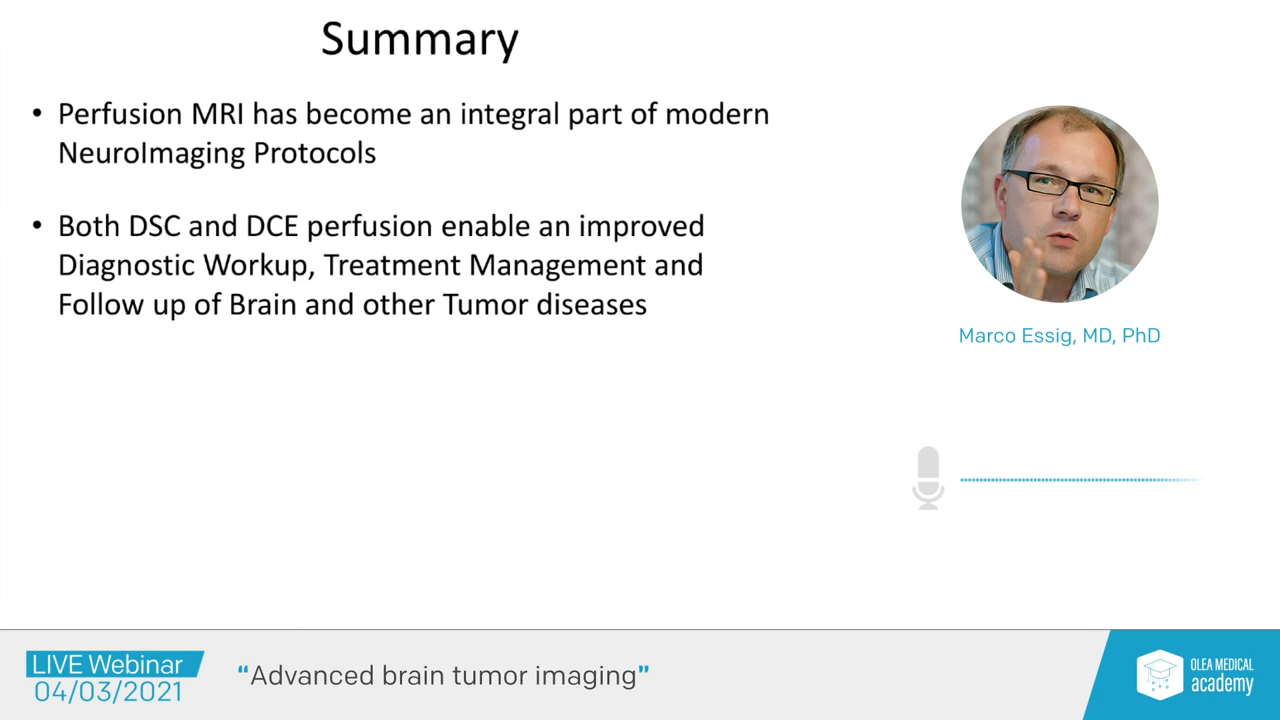 Summary
• Perfusion MRI has become an integral part of modern
NeuroImaging Protocols
• Both DSC and DCE perfusion enable an improved
Diagnostic Workup, Treatment Management and
Follow up of Brain and other Tumor diseases
Marco Essig, MD, PhD
LIVE Webinar
04/03/2021
“Advanced brain tumor imaging”
OLEA MEDICAL
academy